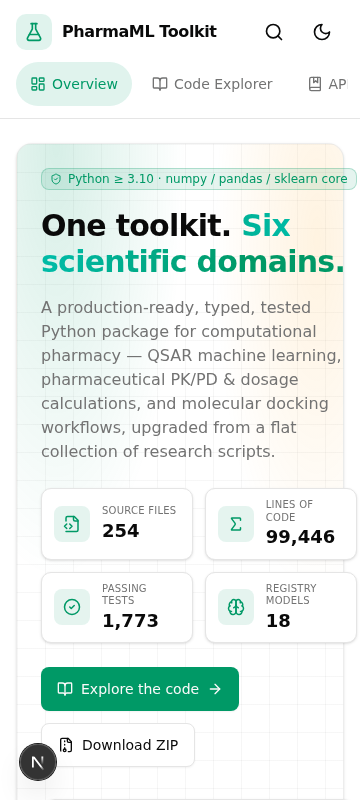 PharmaML Toolkit
Overview
Code Explorer
AP
Python ≥ 3.10 · numpy / pandas / sklearn core
One toolkit. Six
scientific domains.
A production-ready, typed, tested
Python package for computational
pharmacy — QSAR machine learning,
pharmaceutical PK/PD & dosage
calculations, and molecular docking
workflows, upgraded from a flat
collection of research scripts.
SOURCE FILES
254
LINES OF
CODE
99,446
PASSING
TESTS
1,773
REGISTRY
MODELS
18
Explore the code
Download ZIP
N